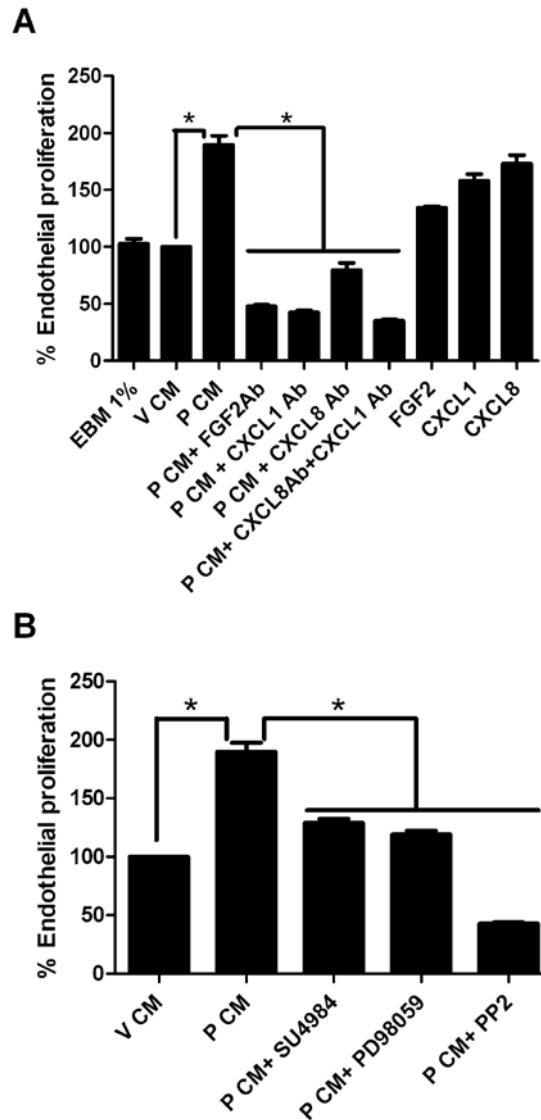 A
% Endothelial proliferation
250
200
150
100
50
0
*
*
EBM 1%
V CM
P CM
P CM+ FGF2Ab
P CM + CXCL1 Ab
P CM + CXCL8 Ab
P CM+ CXCL8Ab+CXCL1 Ab
FGF2
CXCL1
CXCL8
B
% Endothelial proliferation
250
200
150
100
50
0
*
*
V CM
P CM
P CM+ SU4984
P CM+ PD98059
P CM+ PP2